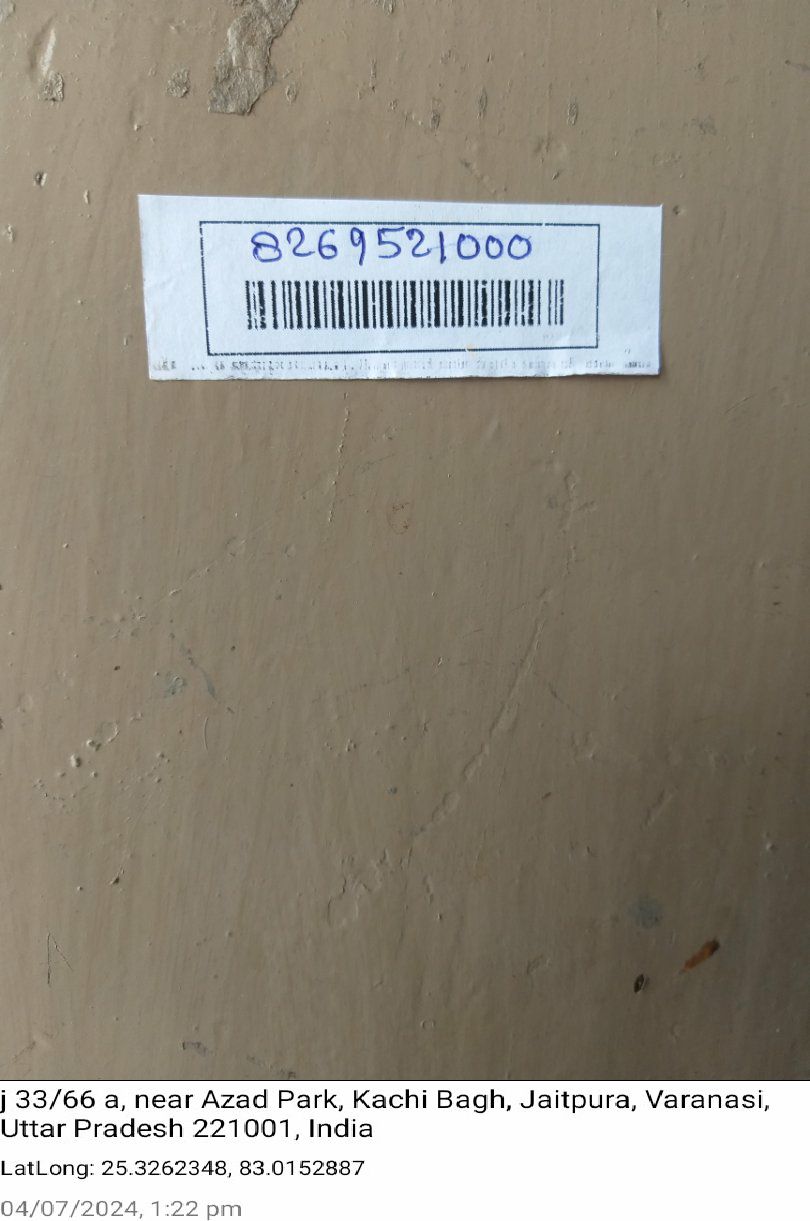 8269521000
j 33/66 a, near Azad Park, Kachi Bagh, Jaitpura, Varanasi,
Uttar Pradesh 221001, India
LatLong: 25.3262348, 83.0152887
04/07/2024, 1:22 pm